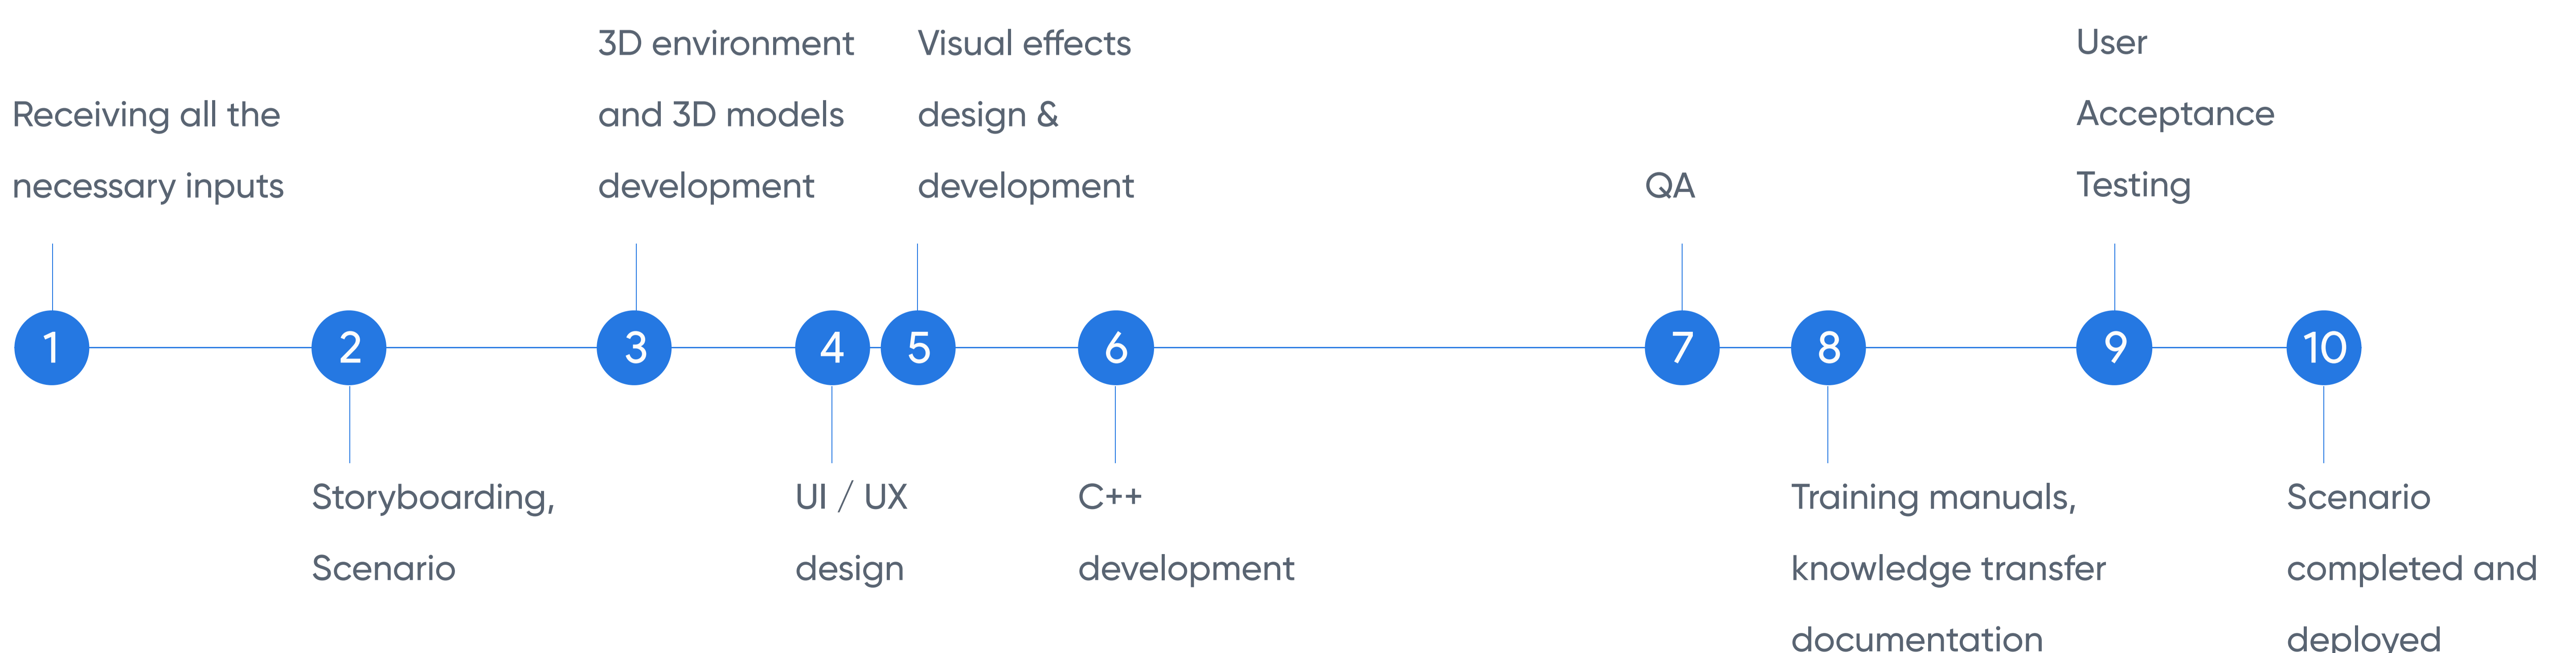 Receiving all the
necessary inputs
3D environment
and 3D models
development
Visual effects
design &
development
QA
User
Acceptance
Testing
1
2
3
4
5
6
7
8
9
10
Storyboarding,
Scenario
UI / UX
design
C++
development
Training manuals,
knowledge transfer
documentation
Scenario
completed and
deployed